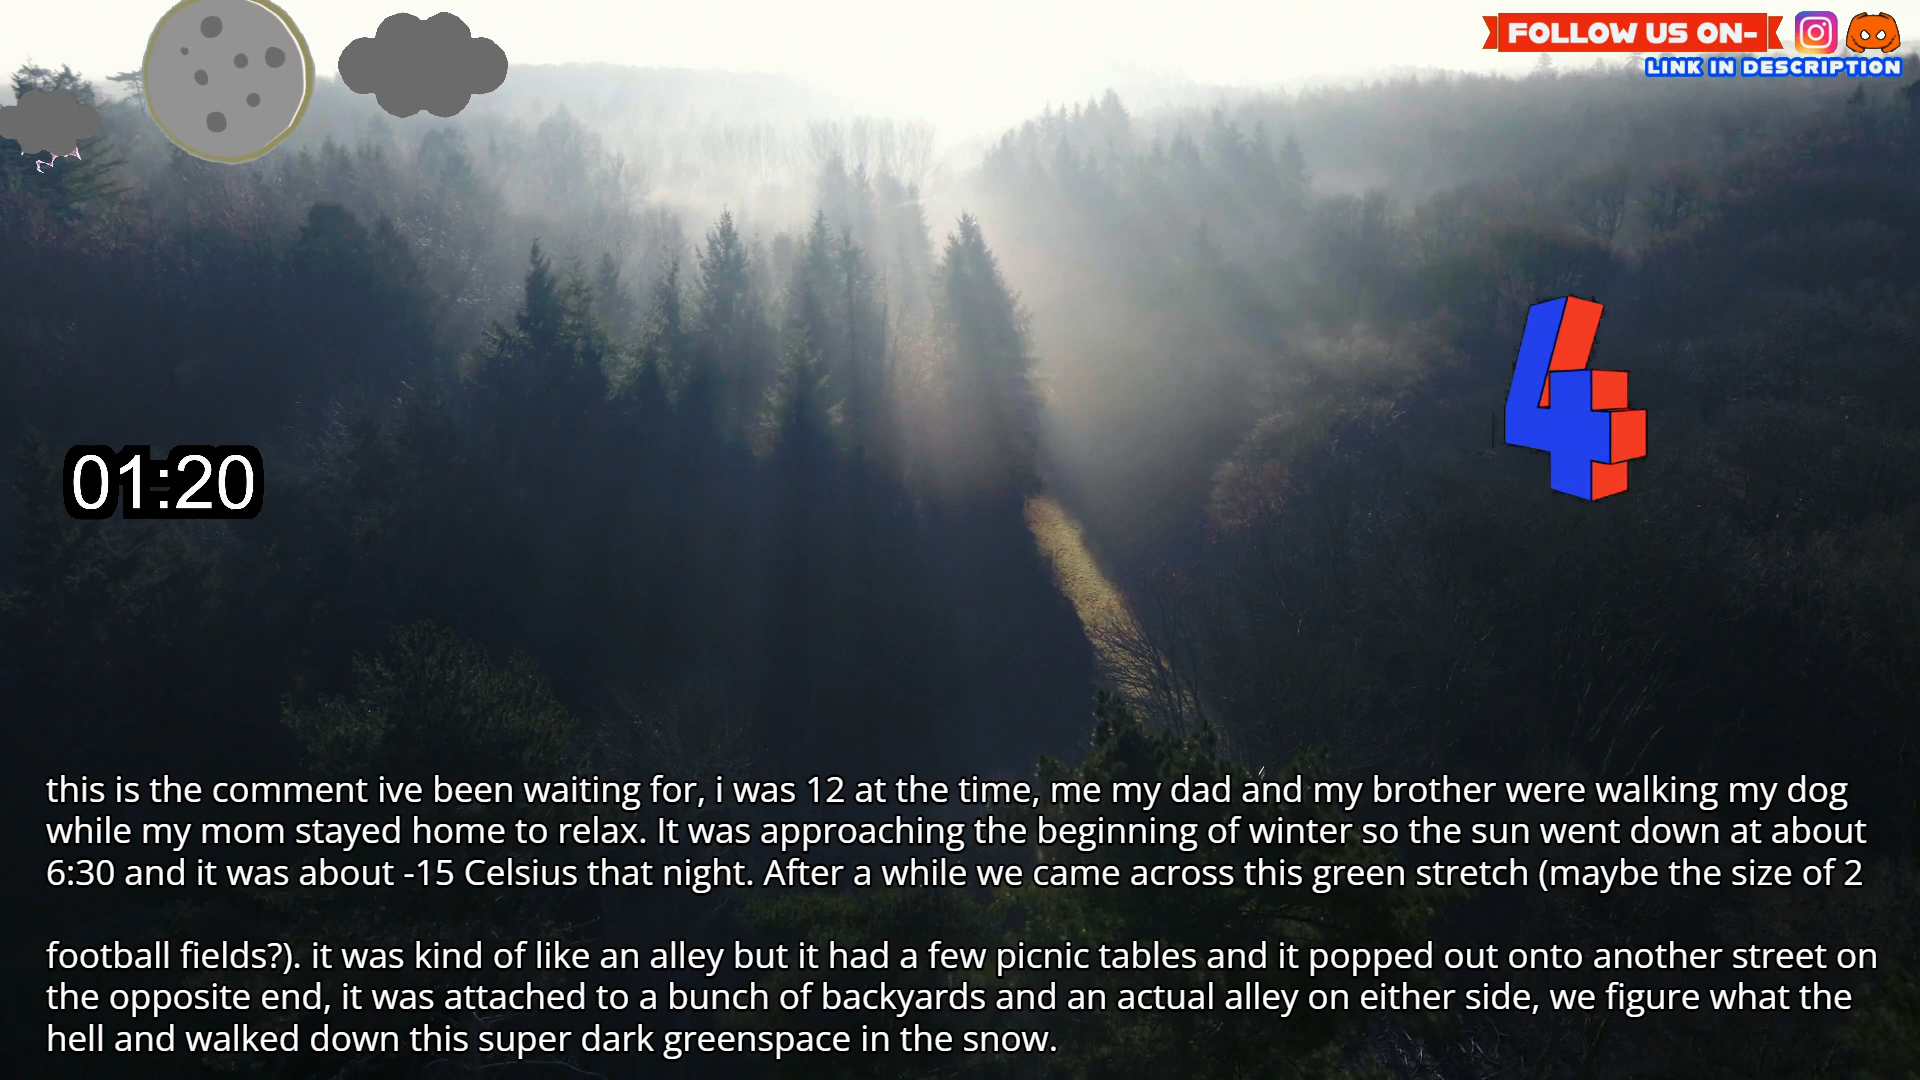 FOLLOW US ON-
LINK IN DESCRIPTION
4
01:20
this is the comment ive been waiting for, i was 12 at the time, me my dad and my brother were walking my dog
while my mom stayed home to relax. It was approaching the beginning of winter so the sun went down at about
6:30 and it was about -15 Celsius that night. After a while we came across this green stretch (maybe the size of 2
football fields?). it was kind of like an alley but it had a few picnic tables and it popped out onto another street on
the opposite end, it was attached to a bunch of backyards and an actual alley on either side, we figure what the
hell and walked down this super dark greenspace in the snow.